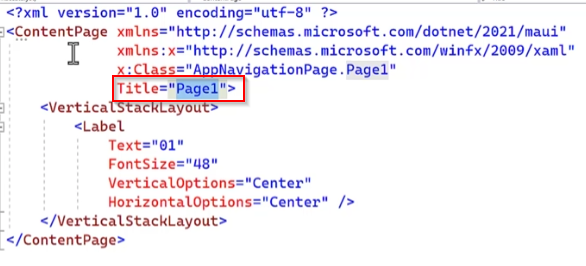 <?xml version="1.0" encoding="utf-8" ?>
<ContentPage xmlns="http://schemas.microsoft.com/dotnet/2021/maui"
xmlns:x="http://schemas.microsoft.com/winfx/2009/xaml"
x:Class="AppNavigationPage.Page1"
Title="Page1">
<VerticalStackLayout>
<Label
Text="01"
FontSize="48"
VerticalOptions="Center"
HorizontalOptions="Center" />
</VerticalStackLayout>
</ContentPage>